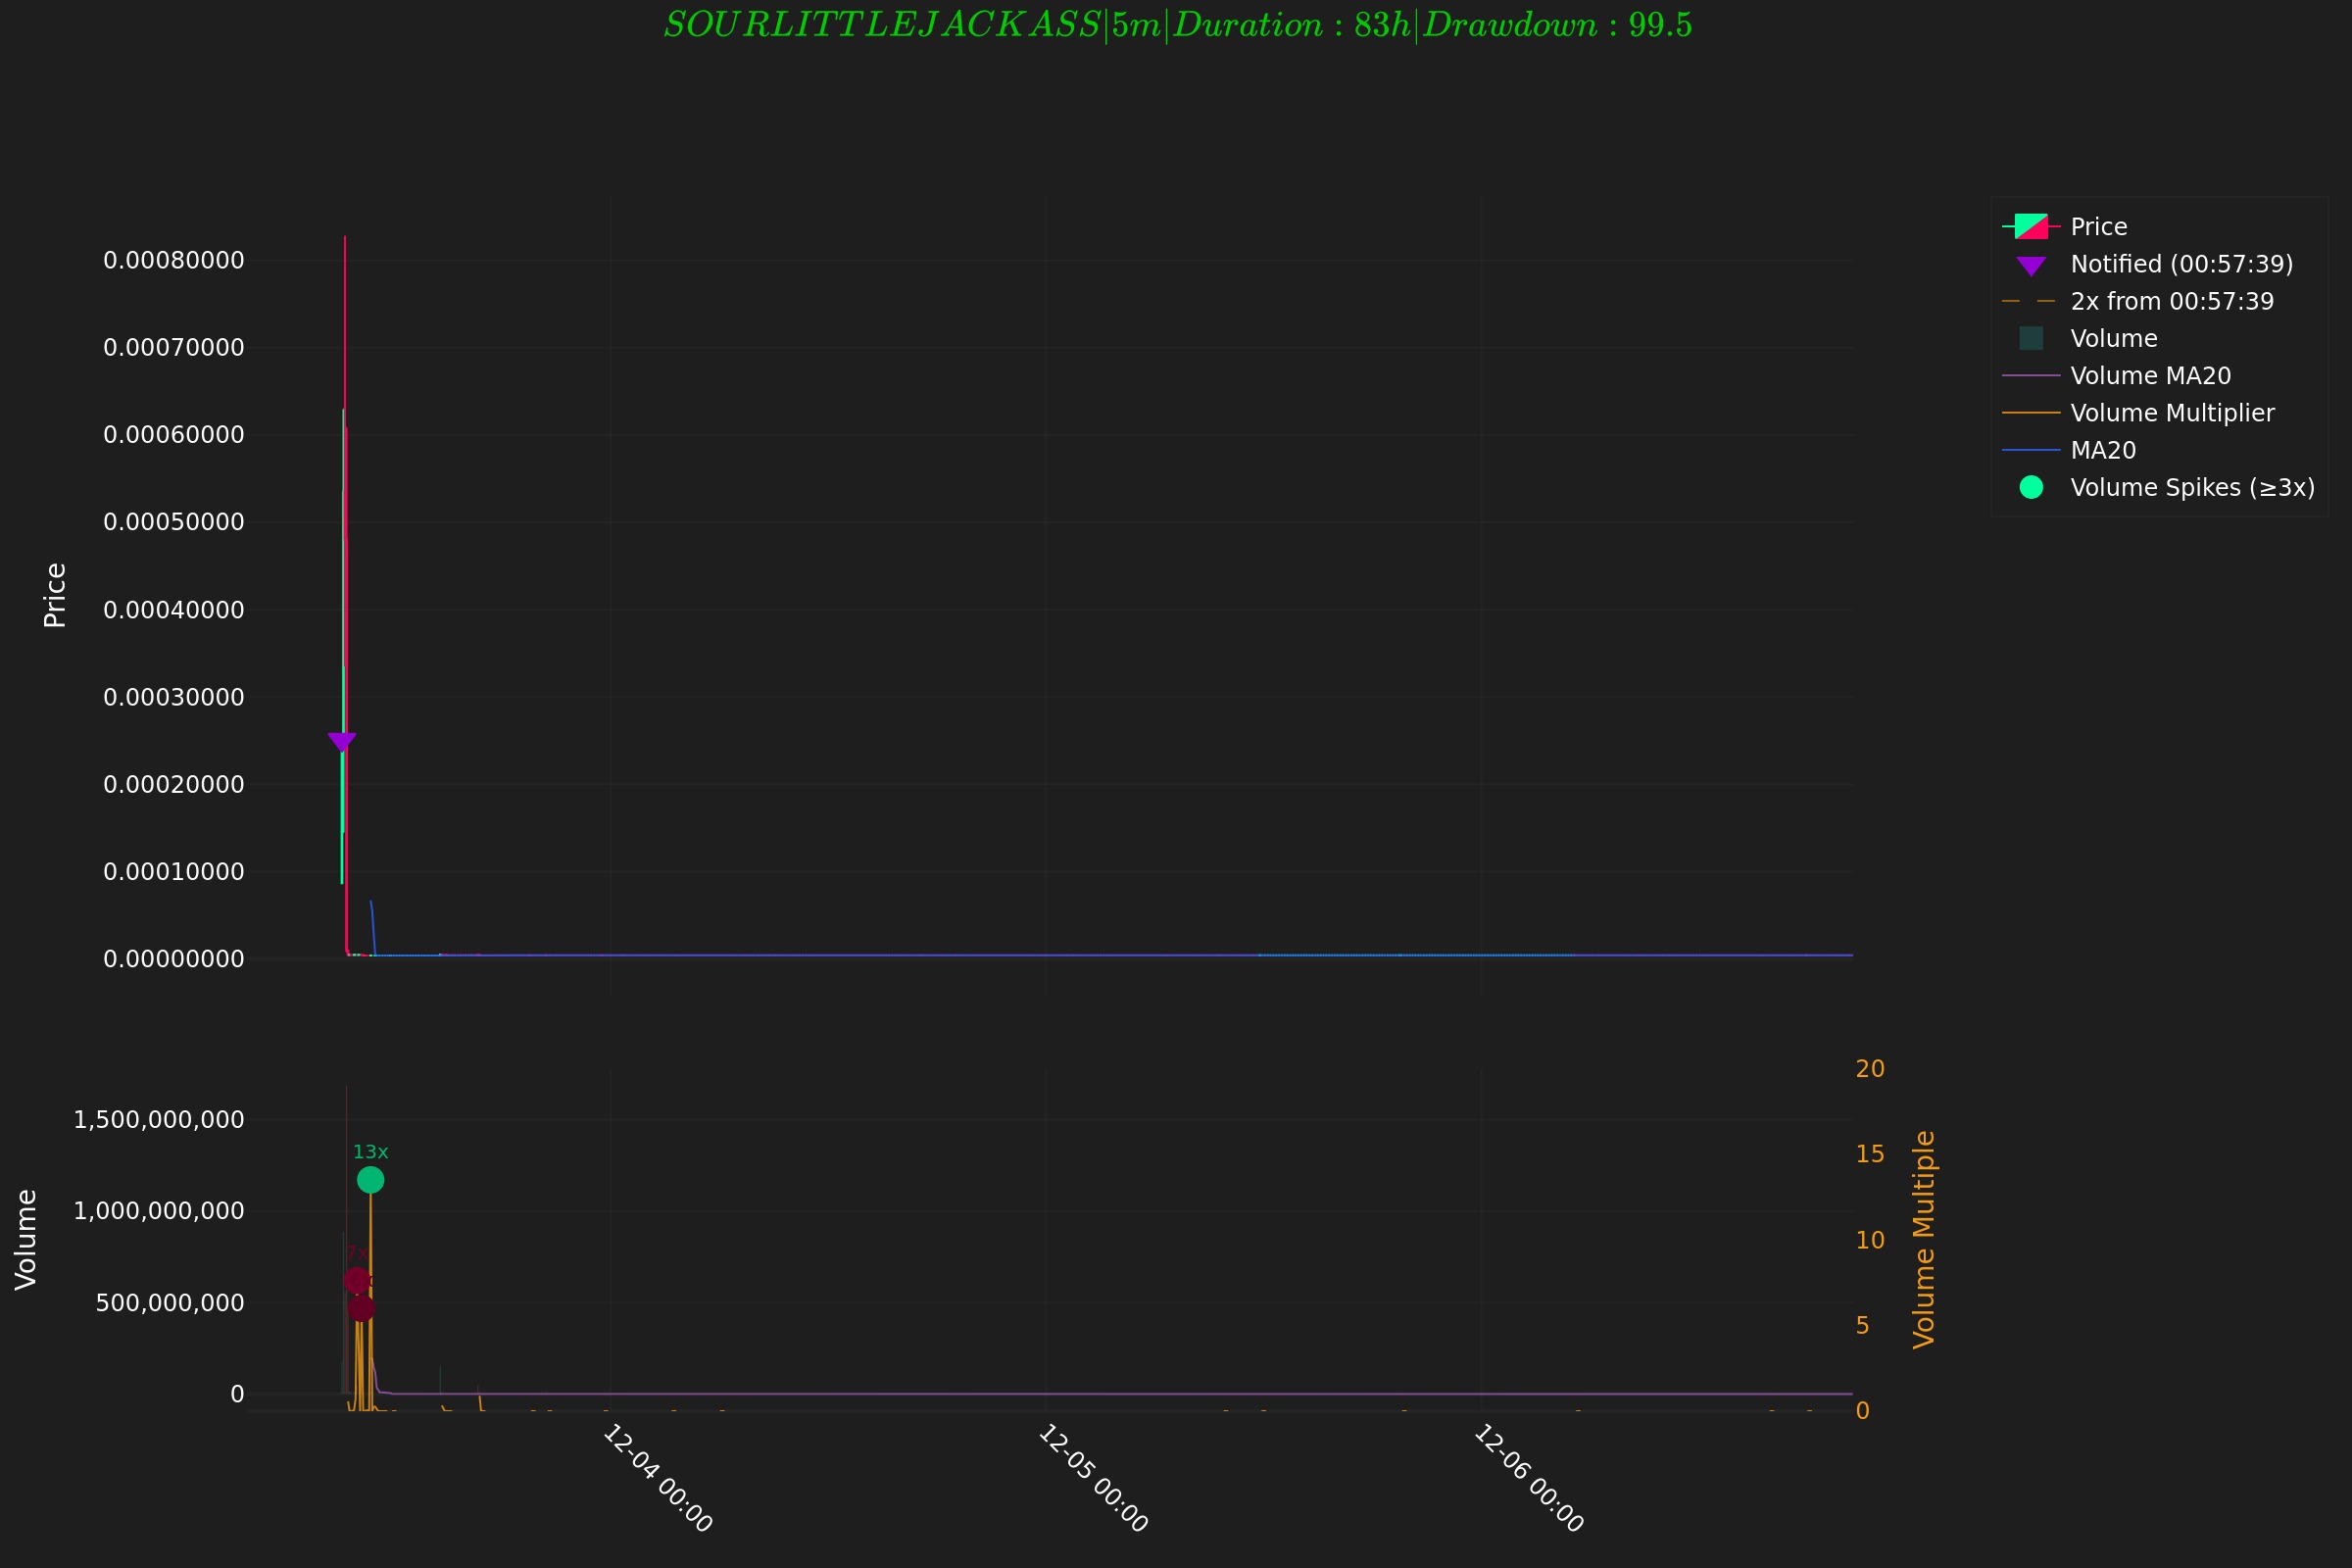 SOURLITTLEJACKASS|5m|Duration : 83h|Drawdown : 99.5
Price
0.00080000
0.00070000
0.00060000
0.00050000
0.00040000
0.00030000
0.00020000
0.00010000
0.00000000
Price
Notified (00:57:39)
2x from 00:57:39
Volume
Volume MA20
Volume Multiplier
MA20
Volume Spikes (≥3x)
Volume
1,500,000,000
1,000,000,000
500,000,000
0
13x
7x
20
15
10
5
0
Volume Multiple
12-04 00:00
12-05 00:00
12-06 00:00